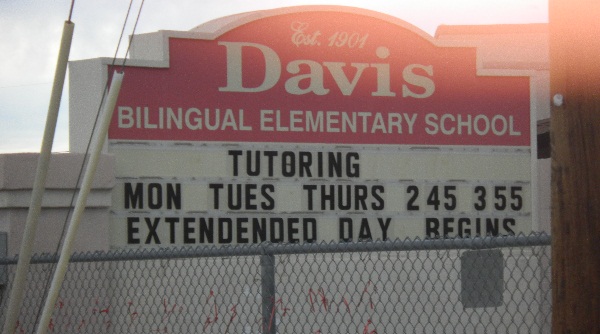 Est. 1901
Davis
BILINGUAL ELEMENTARY SCHOOL
TUTORING
MON TUES THURS 245 355
EXTENDENDED DAY BEGINS